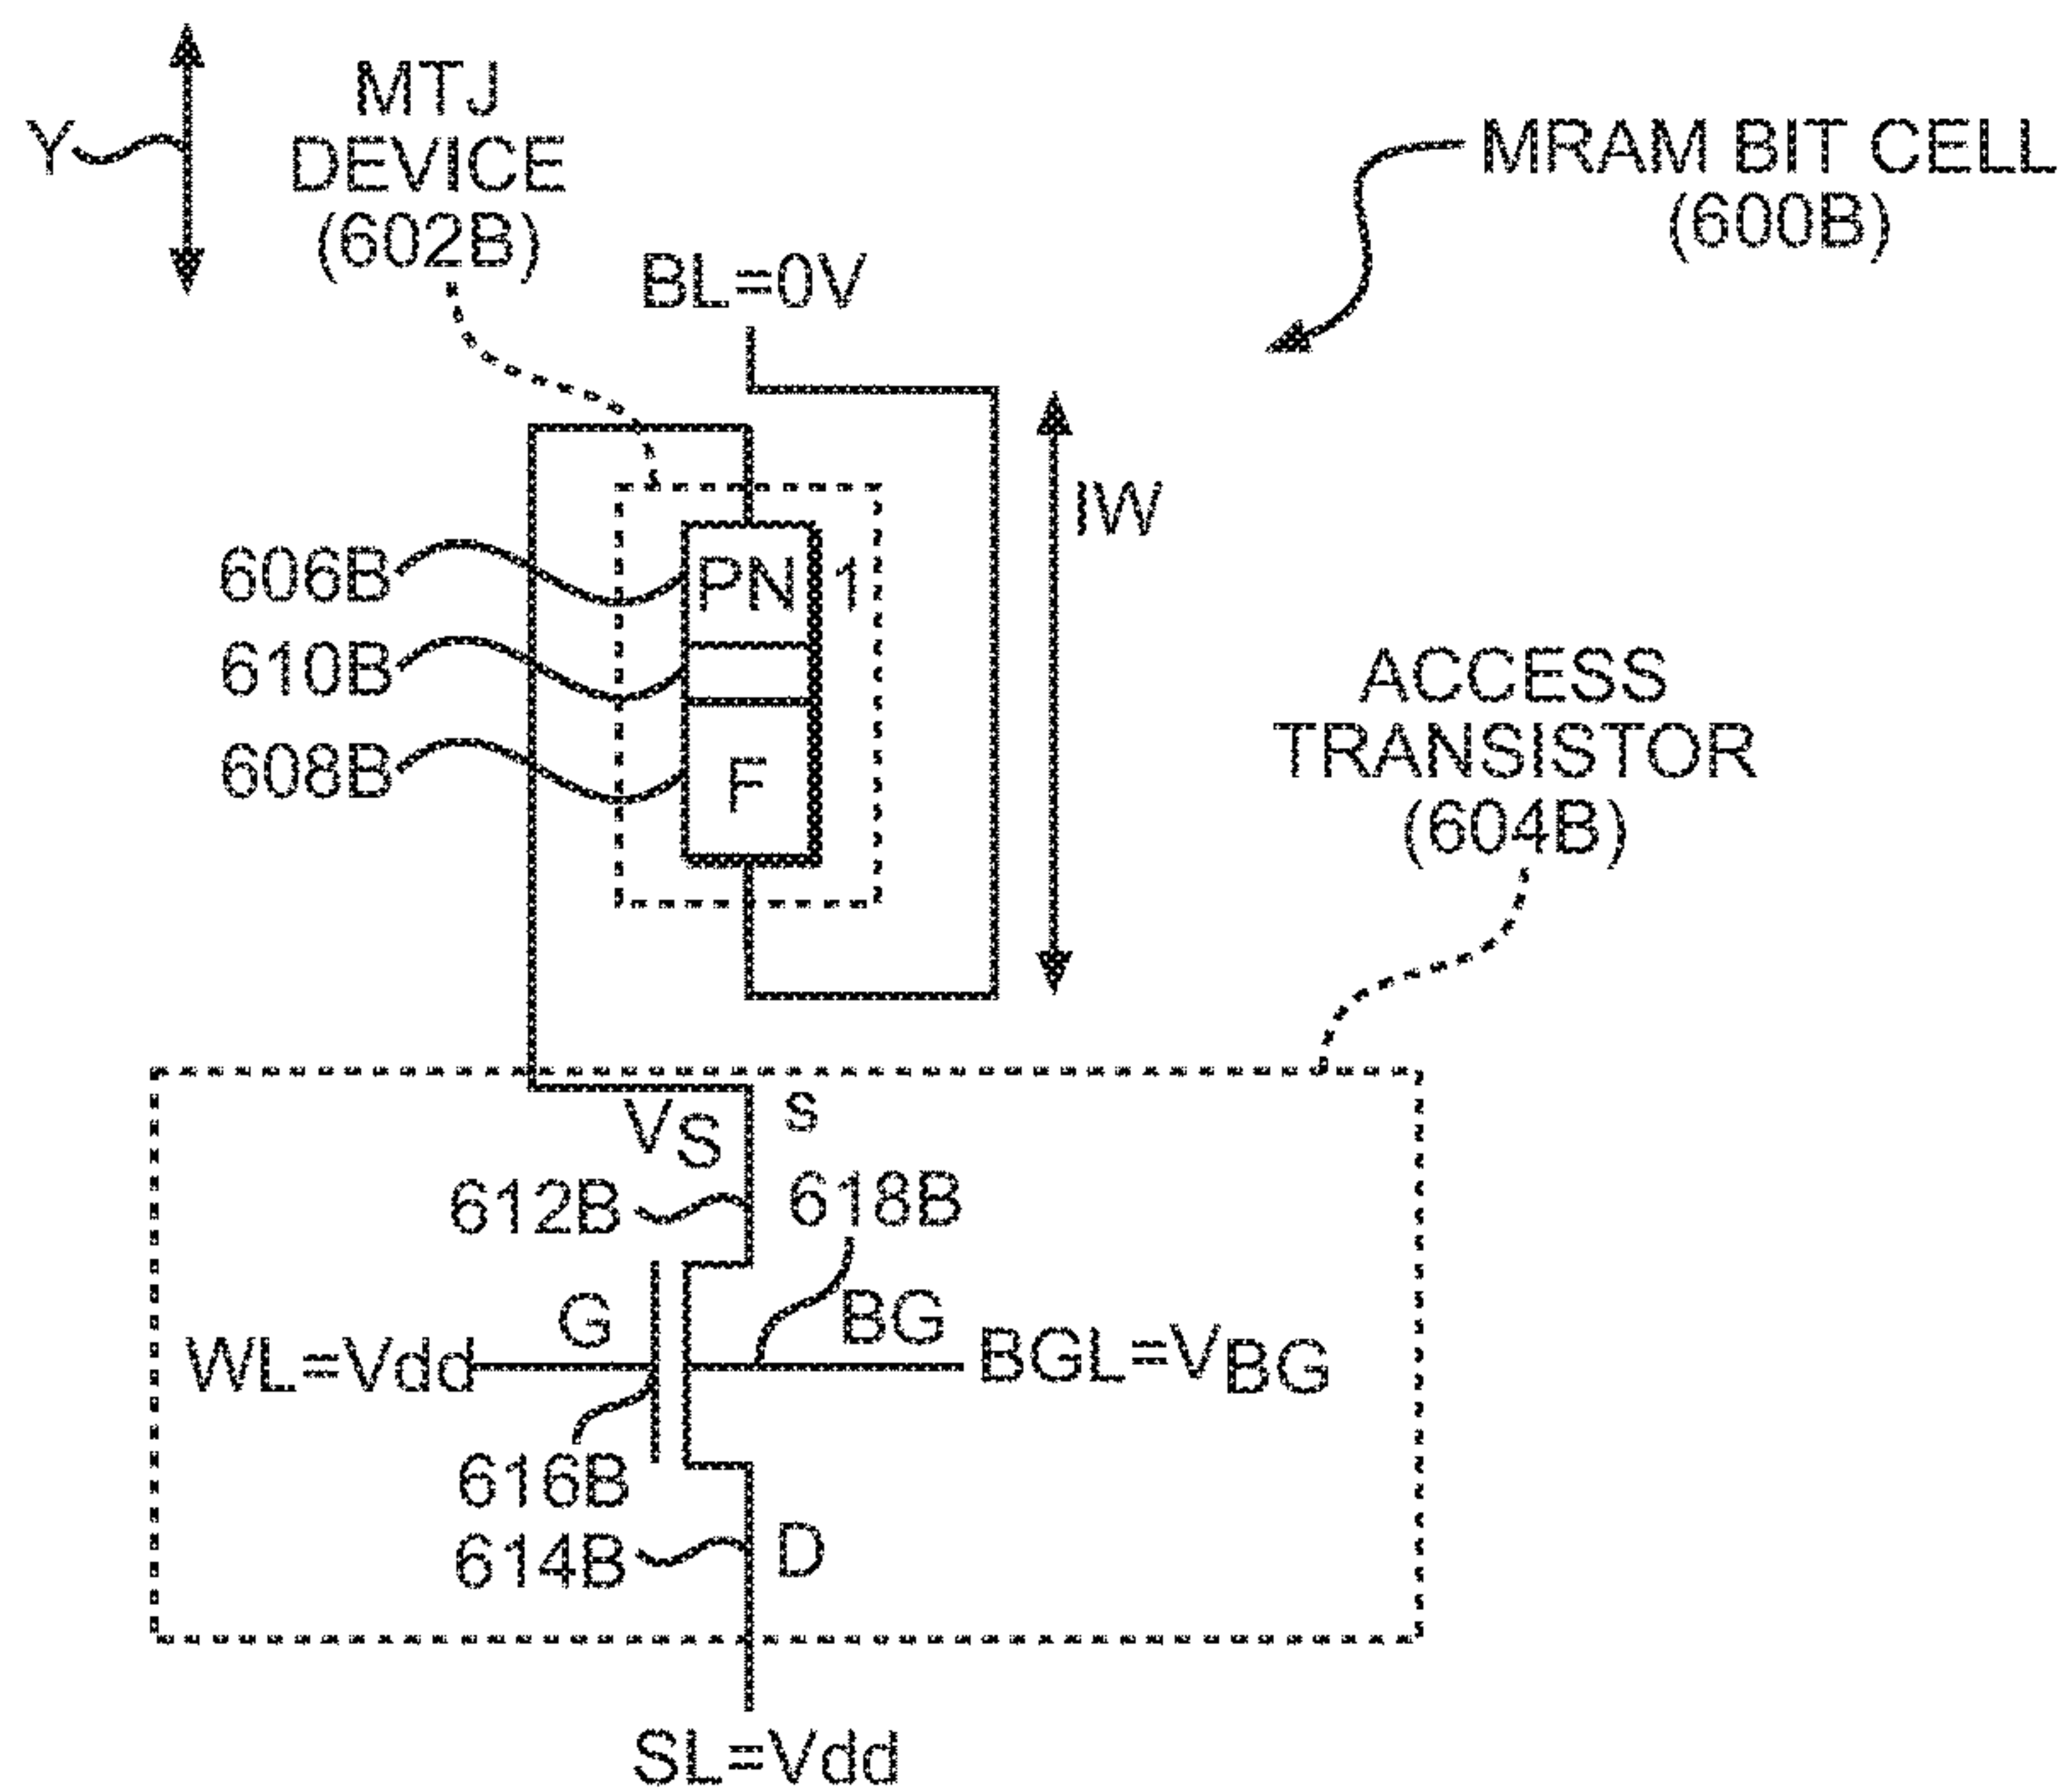 Y
MTJ
DEVICE
(602B)
MRAM BIT CELL
(600B)
BL=0V
IW
606B
PN 1
610B
608B
F
ACCESS
TRANSISTOR
(604B)
VS
s
612B
618B
G
BG
WL=Vdd
BGL=VBG
616B
614B
D
SL=Vdd